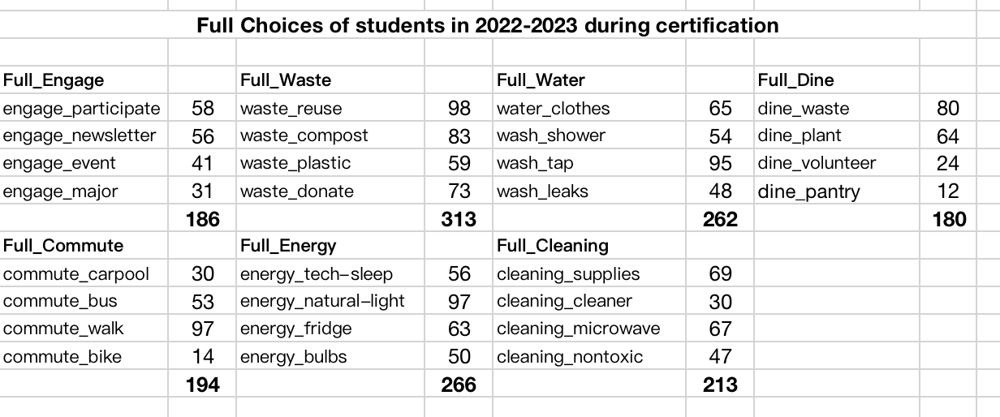 Full Choices of students in 2022-2023 during certification
Full_Engage Full_Waste Full_Water Full_Dine
engage_participate 58 waste_reuse 98 water_clothes 65 dine_waste 80
engage_newsletter 56 waste_compost 83 wash_shower 54 dine_plant 64
engage_event 41 waste_plastic 59 wash_tap 95 dine_volunteer 24
engage_major 31 waste_donate 73 wash_leaks 48 dine_pantry 12
186 313 262 180
Full_Commute Full_Energy Full_Cleaning
commute_carpool 30 energy_tech–sleep 56 cleaning_supplies 69
commute_bus 53 energy_natural–light 97 cleaning_cleaner 30
commute_walk 97 energy_fridge 63 cleaning_microwave 67
commute_bike 14 energy_bulbs 50 cleaning_nontoxic 47
194 266 213